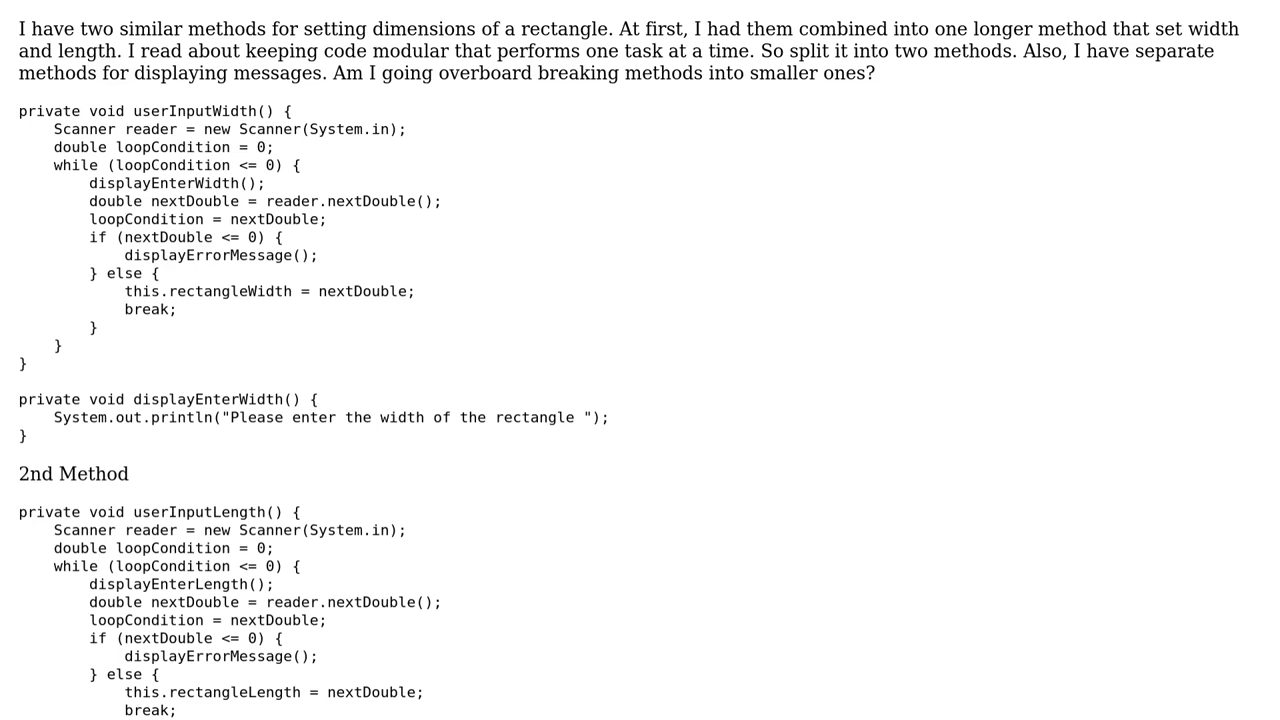 I have two similar methods for setting dimensions of a rectangle. At first, I had them combined into one longer method that set width
and length. I read about keeping code modular that performs one task at a time. So split it into two methods. Also, I have separate
methods for displaying messages. Am I going overboard breaking methods into smaller ones?
private void userInputWidth() {
    Scanner reader = new Scanner(System.in);
    double loopCondition = 0;
    while (loopCondition <= 0) {
        displayEnterWidth();
        double nextDouble = reader.nextDouble();
        loopCondition = nextDouble;
        if (nextDouble <= 0) {
            displayErrorMessage();
        } else {
            this.rectangleWidth = nextDouble;
            break;
        }
    }
}
private void displayEnterWidth() {
    System.out.println("Please enter the width of the rectangle ");
}
2nd Method
private void userInputLength() {
    Scanner reader = new Scanner(System.in);
    double loopCondition = 0;
    while (loopCondition <= 0) {
        displayEnterLength();
        double nextDouble = reader.nextDouble();
        loopCondition = nextDouble;
        if (nextDouble <= 0) {
            displayErrorMessage();
        } else {
            this.rectangleLength = nextDouble;
            break;